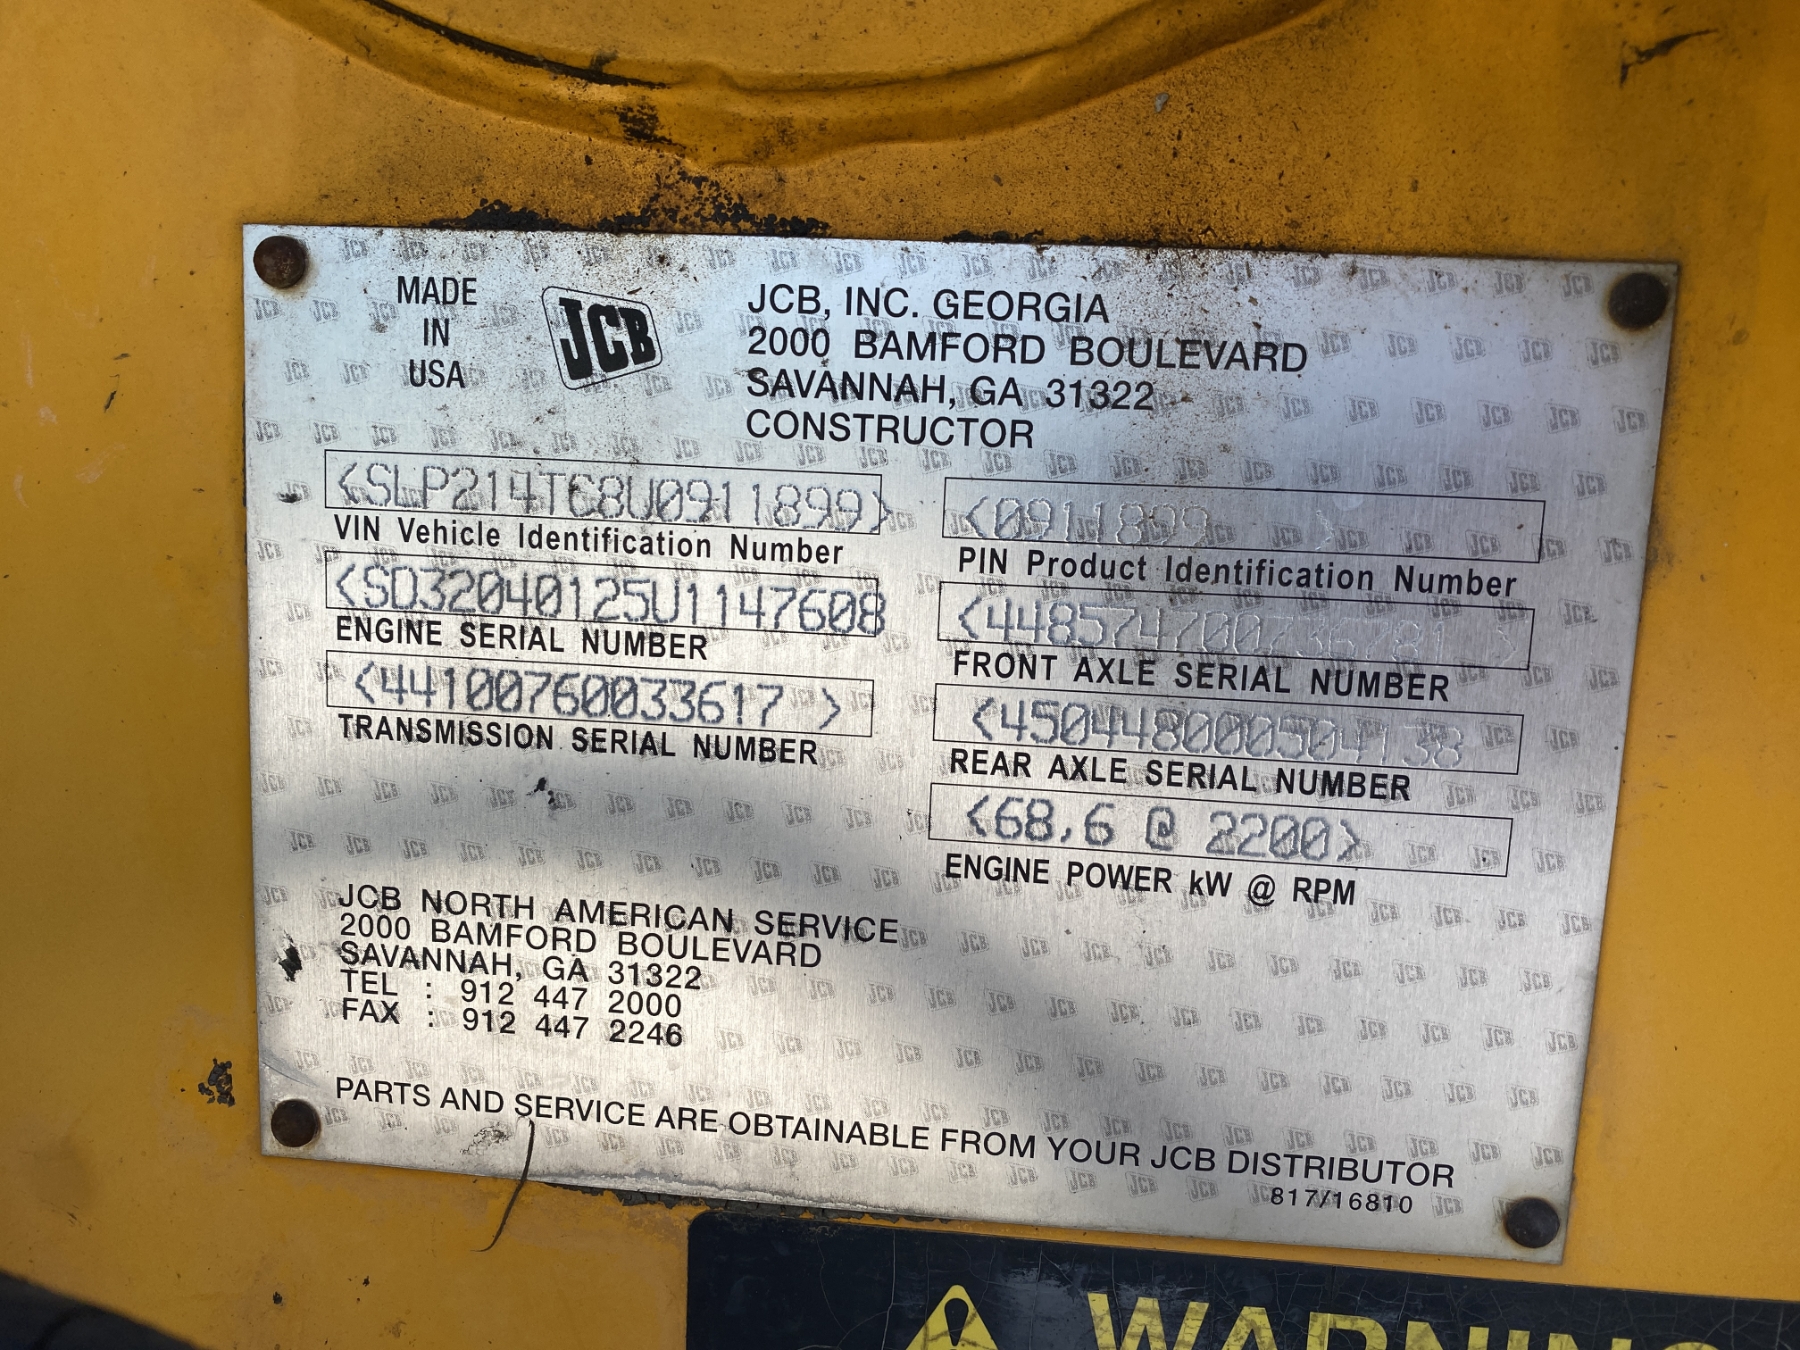 MADE
IN
USA
JCB
JCB, INC. GEORGIA
2000 BAMFORD BOULEVARD
SAVANNAH, GA 31322
CONSTRUCTOR
<SLP214TC8U0911899>
VIN Vehicle Identification Number
<SD32040125U1147608
ENGINE SERIAL NUMBER
<44100760033617 >
TRANSMISSION SERIAL NUMBER
<0911899 >
PIN Product Identification Number
FRONT AXLE SERIAL NUMBER
<450448000504138
REAR AXLE SERIAL NUMBER
<68,6 @ 2200>
ENGINE POWER kW @ RPM
JCB NORTH AMERICAN SERVICE
2000 BAMFORD BOULEVARD
SAVANNAH, GA 31322
TEL : 912 447 2000
FAX : 912 447 2246
PARTS AND SERVICE ARE OBTAINABLE FROM YOUR JCB DISTRIBUTOR
817/16810
WARNING